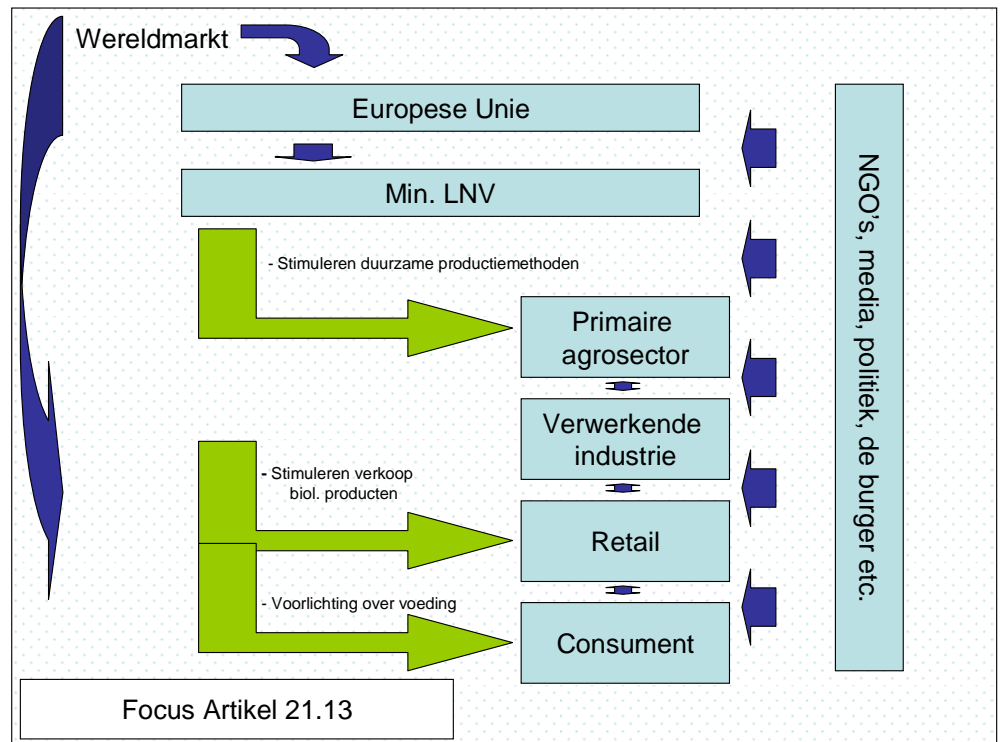 Wereldmarkt
Europese Unie
Min. LNV
- Stimuleren duurzame productiemethoden
Primaire
agrosector
Verwerkende
industrie
- Stimuleren verkoop
biol. producten
Retail
- Voorlichting over voeding
Consument
NGO's, media, politiek, de burger etc.
Focus Artikel 21.13